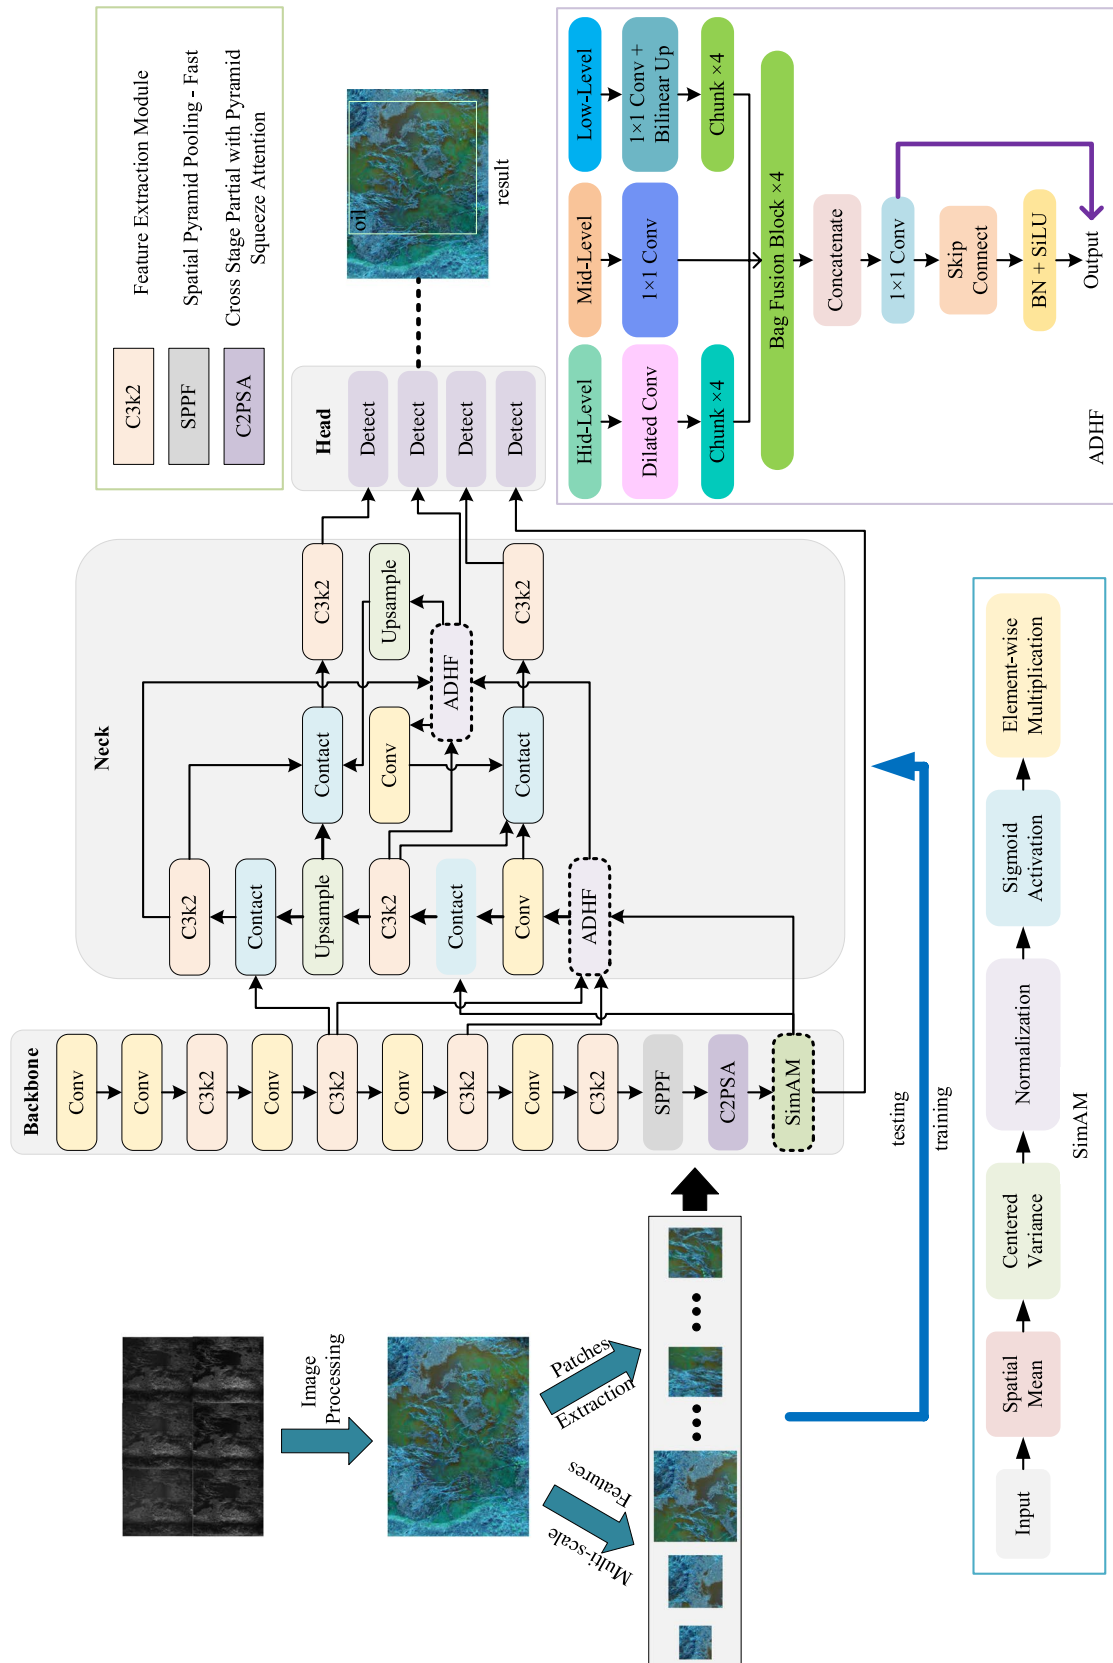 Image
Processing
Patches
Extraction
Multi-scale
Features
Backbone
Conv
Conv
C3k2
Conv
C3k2
Conv
C3k2
Conv
C3k2
SPPF
C2PSA
SimAM
Neck
C3k2
Contact
Upsample
C3k2
Contact
Conv
ADHF
Contact
Conv
Contact
C3k2
Upsample
ADHF
C3k2
Head
Detect
Detect
Detect
Detect
oil
result
C3k2
Feature Extraction Module
SPPF
Spatial Pyramid Pooling - Fast
C2PSA
Cross Stage Partial with Pyramid
Squeeze Attention
testing
training
Input
Spatial
Mean
Centered
Variance
Normalization
Sigmoid
Activation
Element-wise
Multiplication
SimAM
Hid-Level
Mid-Level
Low-Level
Dilated Conv
1×1 Conv
1×1 Conv +
Bilinear Up
Chunk ×4
Chunk ×4
Bag Fusion Block ×4
Concatenate
1×1 Conv
Skip
Connect
BN + SiLU
Output
ADHF